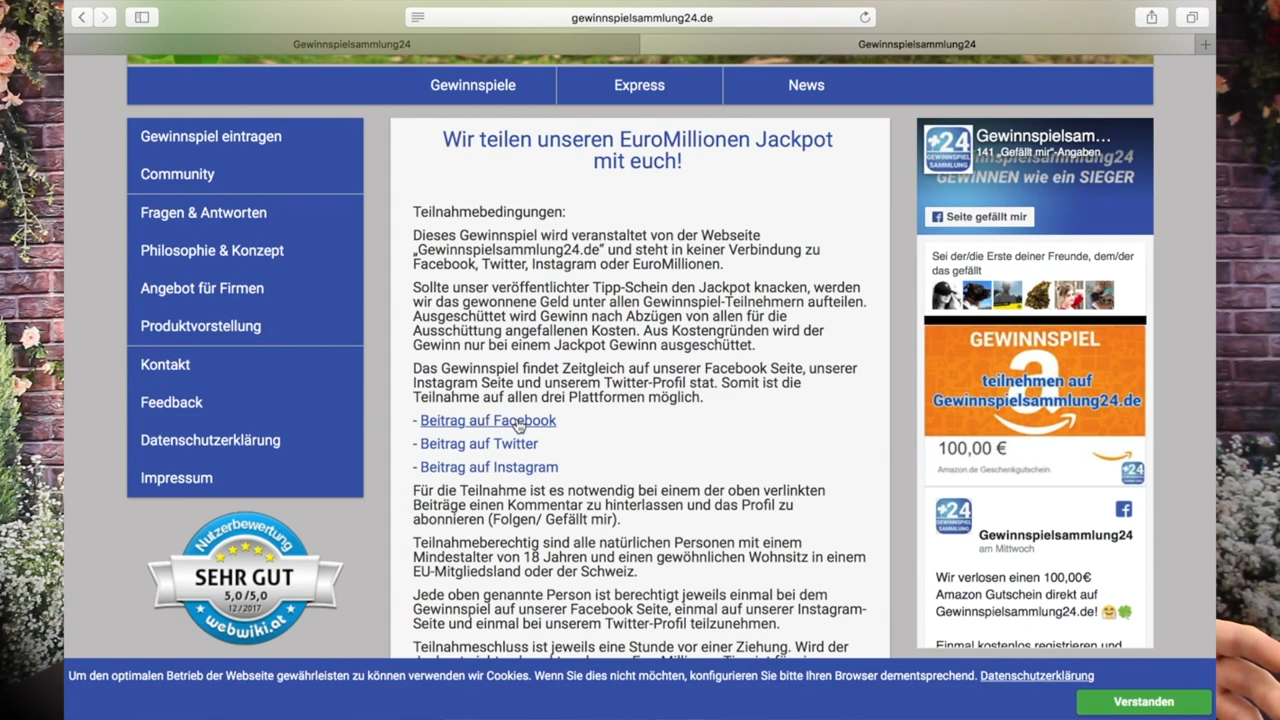 gewinnspielsammlung24.de
Gewinnspielsammlung24
Gewinnspielsammlung24
Gewinnspiele
Express
News
Gewinnspiel eintragen
Community
Fragen & Antworten
Philosophie & Konzept
Angebot für Firmen
Produktvorstellung
Kontakt
Feedback
Datenschutzerklärung
Impressum
Nutzerbewertung
SEHR GUT
5,0/5,0
12/2017
webwiki.at
Wir teilen unseren EuroMillionen Jackpot
mit euch!
Teilnahmebedingungen:
Dieses Gewinnspiel wird veranstaltet von der Webseite
„Gewinnspielsammlung24.de“ und steht in keiner Verbindung zu
Facebook, Twitter, Instagram oder EuroMillionen.
Sollte unser veröffentlichter Tipp-Schein den Jackpot knacken, werden
wir das gewonnene Geld unter allen Gewinnspiel-Teilnehmern aufteilen.
Ausgeschüttet wird Gewinn nach Abzügen von allen für die
Ausschüttung angefallenen Kosten. Aus Kostengründen wird der
Gewinn nur bei einem Jackpot Gewinn ausgeschüttet.
Das Gewinnspiel findet Zeitgleich auf unserer Facebook Seite, unserer
Instagram Seite und unserem Twitter-Profil stat. Somit ist die
Teilnahme auf allen drei Plattformen möglich.
- Beitrag auf Facebook
- Beitrag auf Twitter
- Beitrag auf Instagram
Für die Teilnahme ist es notwendig bei einem der oben verlinkten
Beiträge einen Kommentar zu hinterlassen und das Profil zu
abonnieren (Folgen/ Gefällt mir).
Teilnahmeberechtig sind alle natürlichen Personen mit einem
Mindestalter von 18 Jahren und einen gewöhnlichen Wohnsitz in einem
EU-Mitgliedsland oder der Schweiz.
Jede oben genannte Person ist berechtigt jeweils einmal bei dem
Gewinnspiel auf unserer Facebook Seite, einmal auf unserer Instagram-
Seite und einmal bei unserem Twitter-Profil teilzunehmen.
Teilnahmeschluss ist jeweils eine Stunde vor einer Ziehung. Wird der
+24
GEWINNSPIEL
SAMMLUNG
Gewinnspielsam...
141 „Gefällt mir“-Angaben
Gewinnspielsammlung24
GEWINNEN wie ein SIEGER
Seite gefällt mir
Sei der/die Erste deiner Freunde, dem/der
das gefällt
GEWINNSPIEL
teilnehmen auf
Gewinnspielsammlung24.de
100,00 €
Amazon.de Geschenkgutschein
+24
+24
GEWINNSPIEL
SAMMLUNG
Gewinnspielsammlung24
am Mittwoch
Wir verlosen einen 100,00€
Amazon Gutschein direkt auf
Gewinnspielsammlung24.de! 🤗🍀
Einmal kostenlos registrieren und
Um den optimalen Betrieb der Webseite gewährleisten zu können verwenden wir Cookies. Wenn Sie dies nicht möchten, konfigurieren Sie bitte Ihren Browser dementsprechend. Datenschutzerklärung
Verstanden